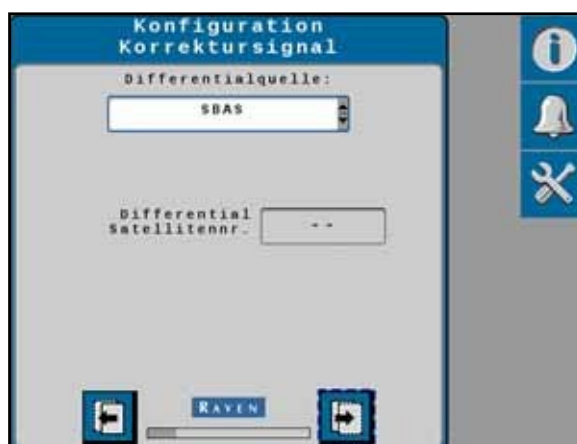 Konfiguration
Korrektursignal
Differentialquelle:
SBAS
Differential
Satellitennr.
--
RAVEN